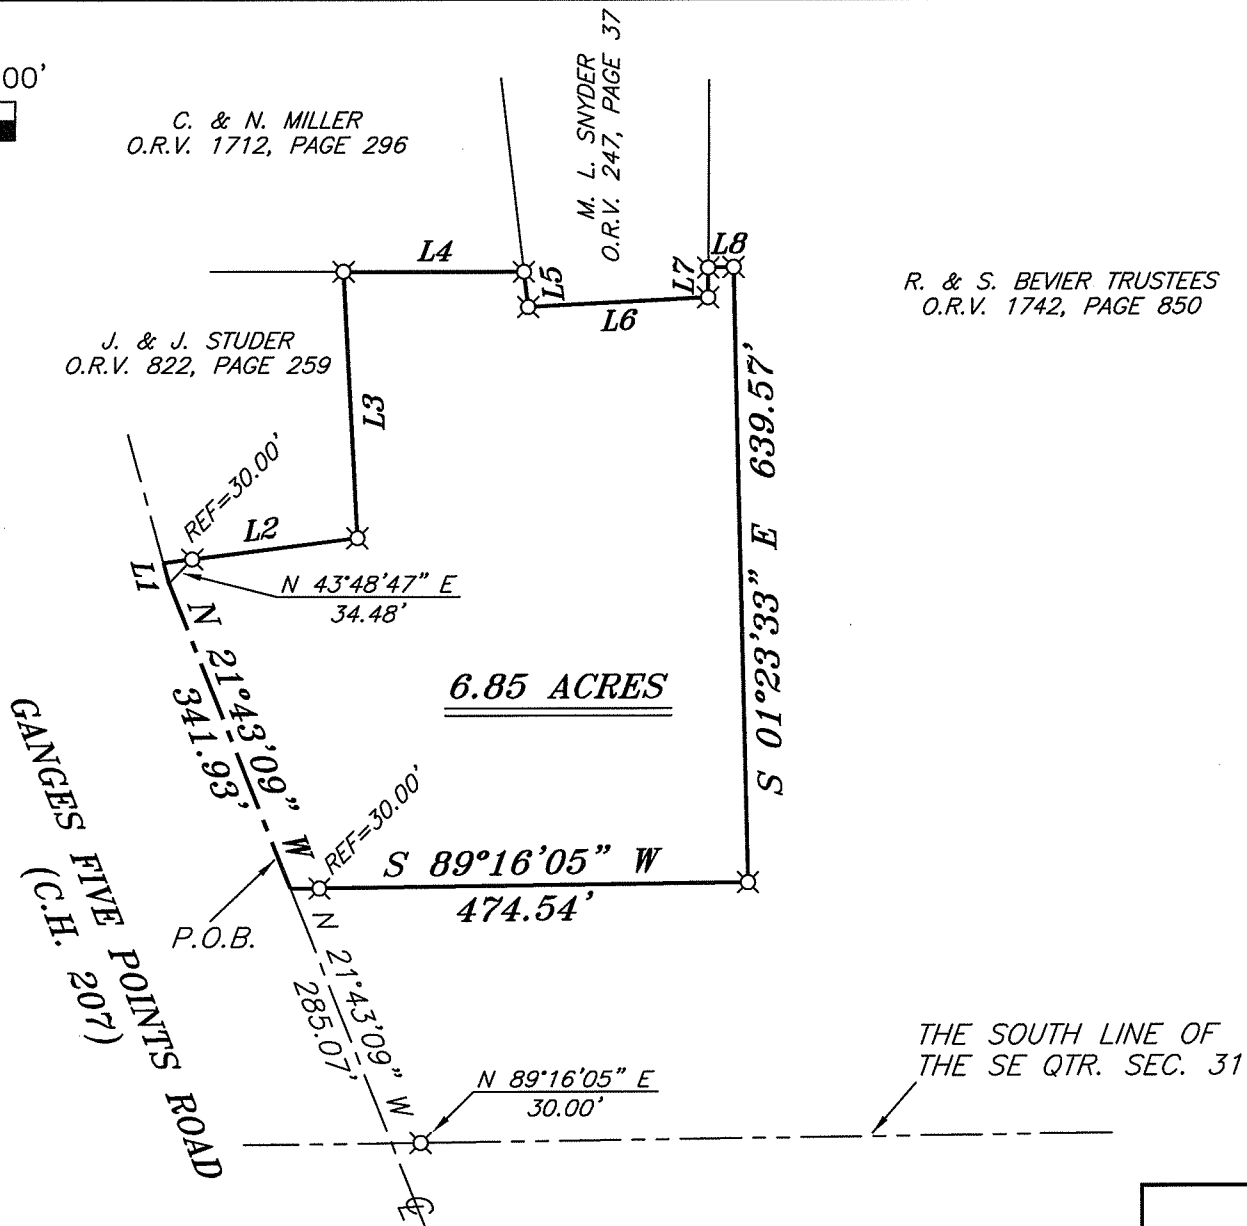 00'
C. & N. MILLER
O.R.V. 1712, PAGE 296
M. L. SNYDER
O.R.V. 247, PAGE 37
L4
L5
L6
L7
L8
R. & S. BEVIER TRUSTEES
O.R.V. 1742, PAGE 850
J. & J. STUDER
O.R.V. 822, PAGE 259
L3
REF=30.00'
L2
L1
N 43°48'47" E
34.48'
S 01°23'33" E 639.57'
N 21°43'09" W
341.93'
6.85 ACRES
GANGES FIVE POINTS ROAD
(C.H. 207)
REF=30.00'
S 89°16'05" W
474.54'
P.O.B.
N 21°43'09" W
285.07'
THE SOUTH LINE OF
THE SE QTR. SEC. 31
N 89°16'05" E
30.00'
℄